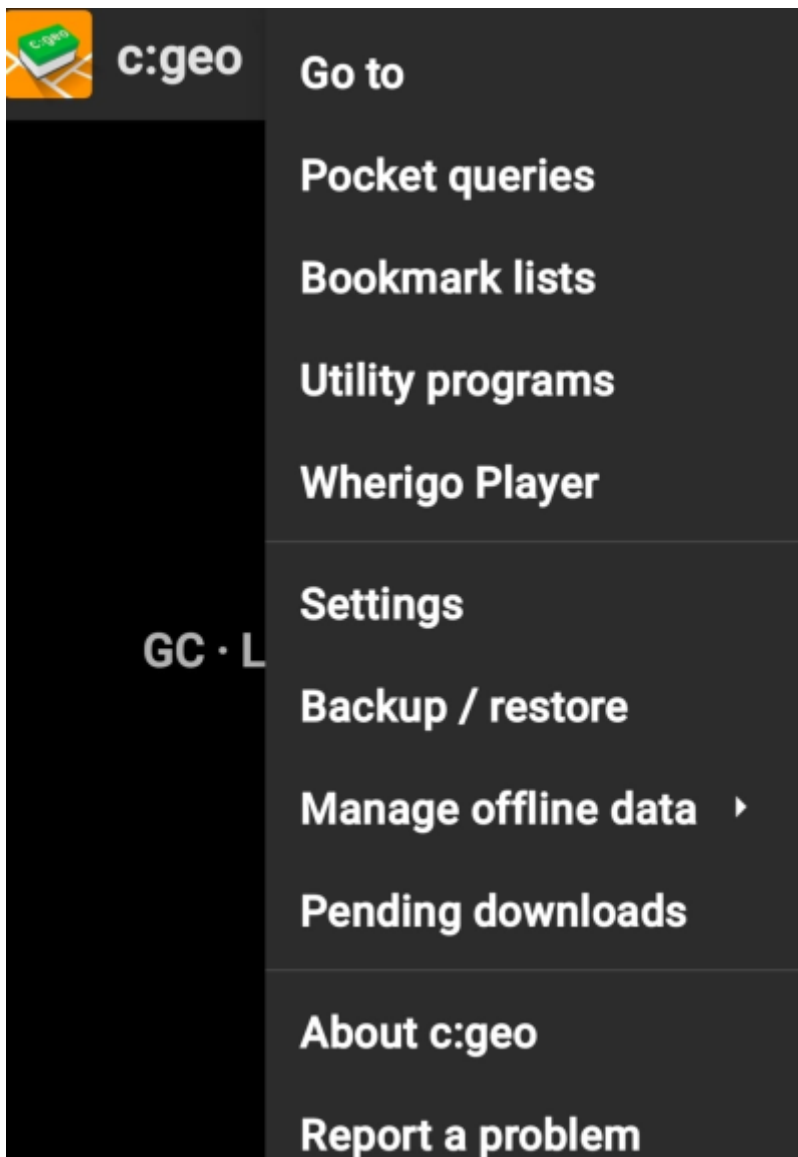 c:geo
c:geo
Go to
Pocket queries
Bookmark lists
Utility programs
Wherigo Player
Settings
GC · L
Backup / restore
Manage offline data
Pending downloads
About c:geo
Report a problem